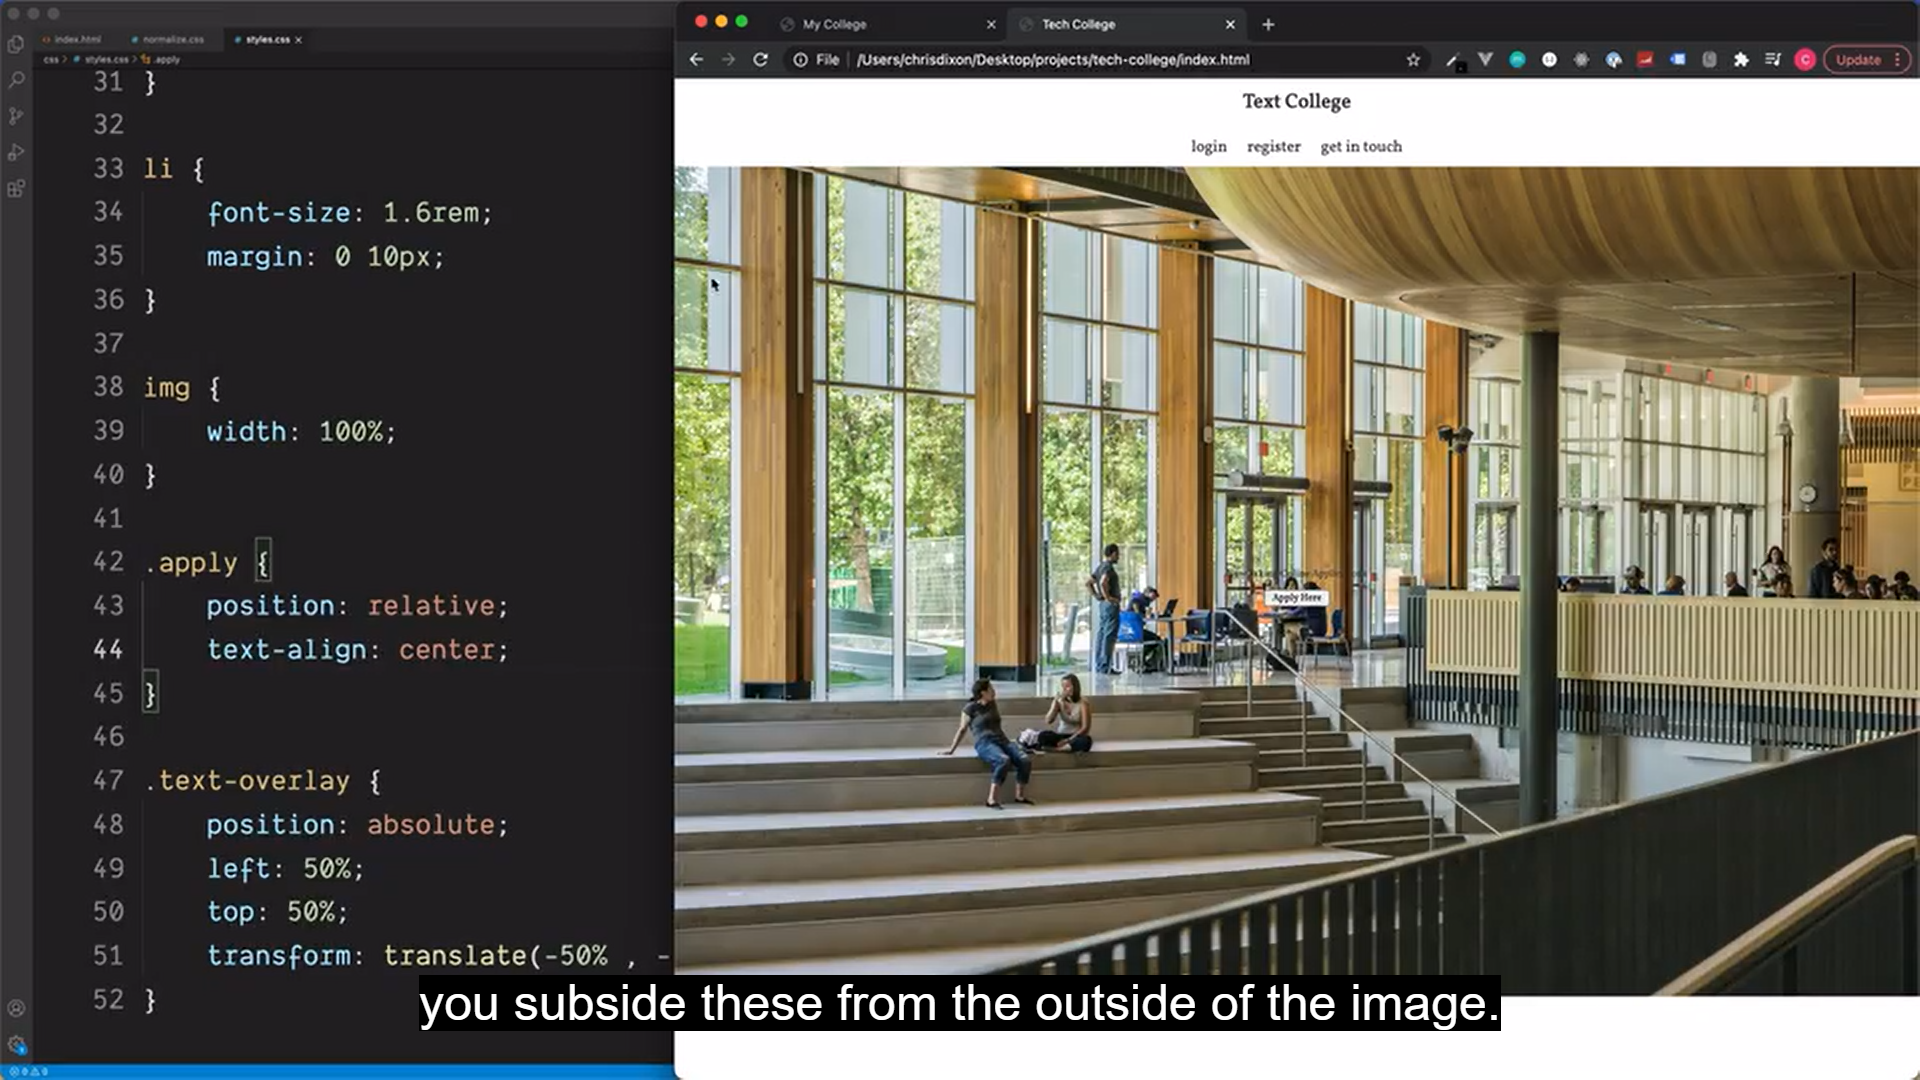 My College
Tech College
index.html
normalize.css
styles.css
File
/Users/chrisdixon/Desktop/projects/tech-college/index.html
Update
css > styles.css > .apply
31 }
32
33 li {
34 font-size: 1.6rem;
35 margin: 0 10px;
36 }
37
38 img {
39 width: 100%;
40 }
41
42 .apply {
43 position: relative;
44 text-align: center;
45 }
46
47 .text-overlay {
48 position: absolute;
49 left: 50%;
50 top: 50%;
51 transform: translate(-50% , -
52 }
Text College
login register get in touch
Apply Here
you subside these from the outside of the image.